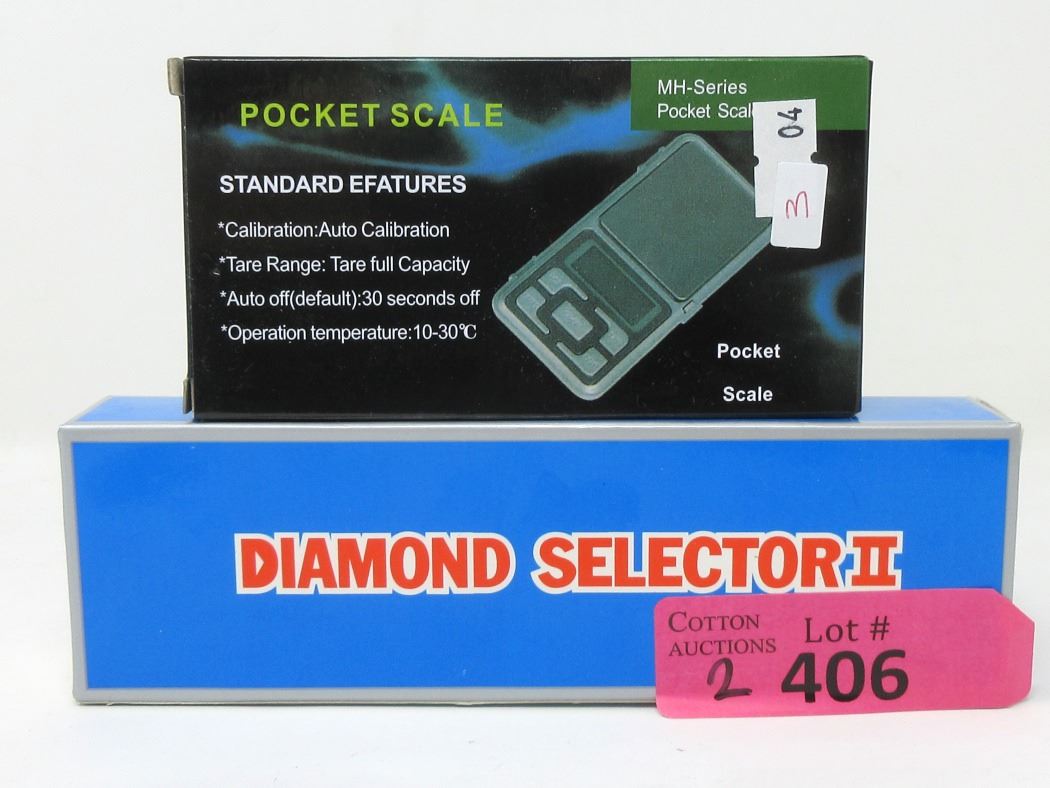 POCKET SCALE
MH-Series
Pocket Scal
04
3
STANDARD EFATURES
*Calibration:Auto Calibration
*Tare Range: Tare full Capacity
*Auto off(default):30 seconds off
*Operation temperature:10-30℃
Pocket
Scale
DIAMOND SELECTOR II
COTTON
AUCTIONS
2
Lot #
406